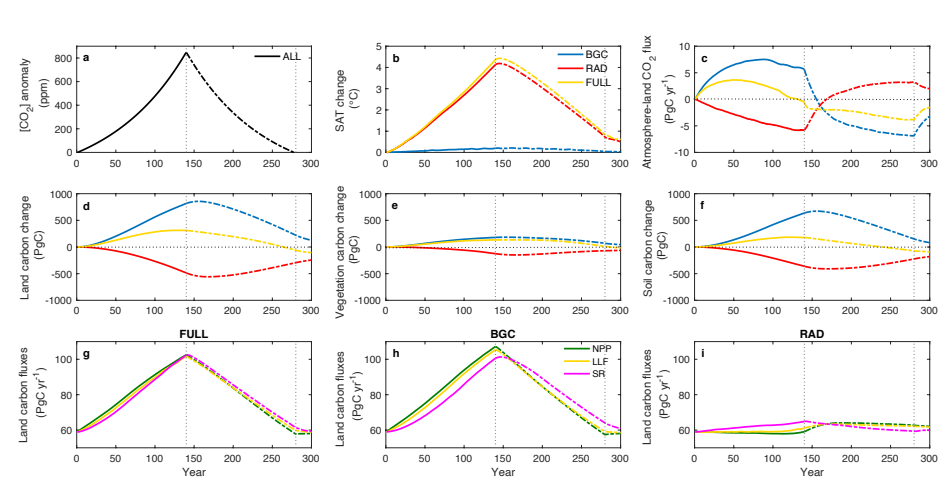 a
ALL
[CO2] anomaly
(ppm)
800
600
400
200
0
0 50 100 150 200 250 300
b
BGC
RAD
FULL
SAT change
(°C)
5
4
3
2
1
0
0 50 100 150 200 250 300
c
Atmosphere-land CO2 flux
(PgC yr-1)
10
5
0
-5
-10
0 50 100 150 200 250 300
d
Land carbon change
(PgC)
1000
500
0
-500
-1000
0 50 100 150 200 250 300
e
Vegetation carbon change
(PgC)
1000
500
0
-500
-1000
0 50 100 150 200 250 300
f
Soil carbon change
(PgC)
1000
500
0
-500
-1000
0 50 100 150 200 250 300
FULL
g
Land carbon fluxes
(PgC yr-1)
100
80
60
0 50 100 150 200 250 300
Year
BGC
h
NPP
LLF
SR
Land carbon fluxes
(PgC yr-1)
100
80
60
0 50 100 150 200 250 300
Year
RAD
i
Land carbon fluxes
(PgC yr-1)
100
80
60
0 50 100 150 200 250 300
Year